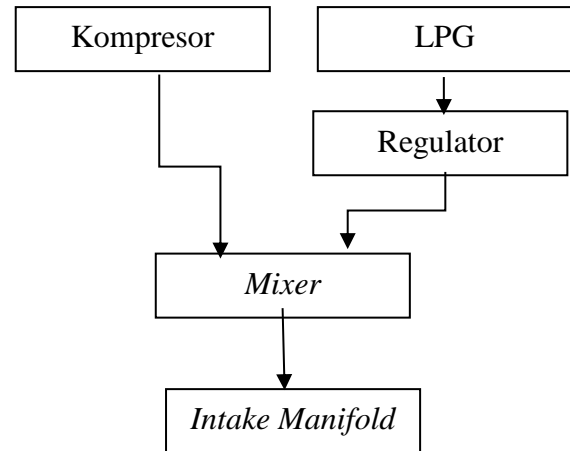 Kompresor
LPG
Regulator
Mixer
Intake Manifold